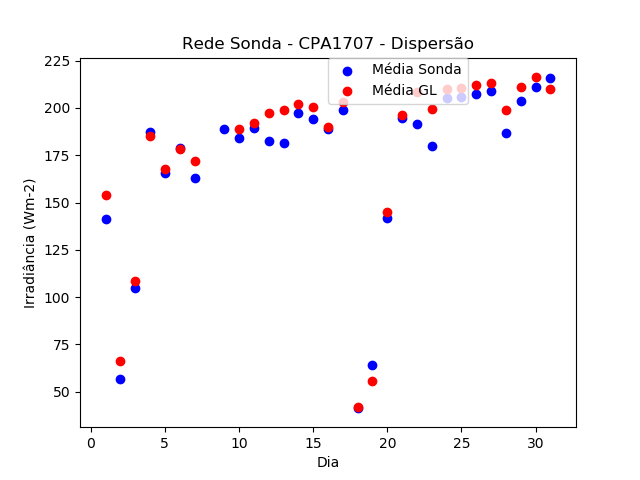 Rede Sonda - CPA1707 - Dispersão
Média Sonda
Média GL
Irradiância (Wm-2)
225
200
175
150
125
100
75
50
0 5 10 15 20 25 30
Dia